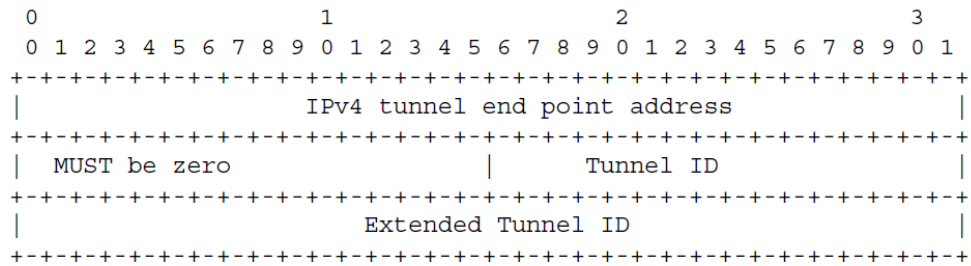 0                   1                   2                   3
 0 1 2 3 4 5 6 7 8 9 0 1 2 3 4 5 6 7 8 9 0 1 2 3 4 5 6 7 8 9 0 1
+-+-+-+-+-+-+-+-+-+-+-+-+-+-+-+-+-+-+-+-+-+-+-+-+-+-+-+-+-+-+-+-+
|                   IPv4 tunnel end point address               |
+-+-+-+-+-+-+-+-+-+-+-+-+-+-+-+-+-+-+-+-+-+-+-+-+-+-+-+-+-+-+-+-+
|  MUST be zero                 |      Tunnel ID                |
+-+-+-+-+-+-+-+-+-+-+-+-+-+-+-+-+-+-+-+-+-+-+-+-+-+-+-+-+-+-+-+-+
|                       Extended Tunnel ID                      |
+-+-+-+-+-+-+-+-+-+-+-+-+-+-+-+-+-+-+-+-+-+-+-+-+-+-+-+-+-+-+-+-+